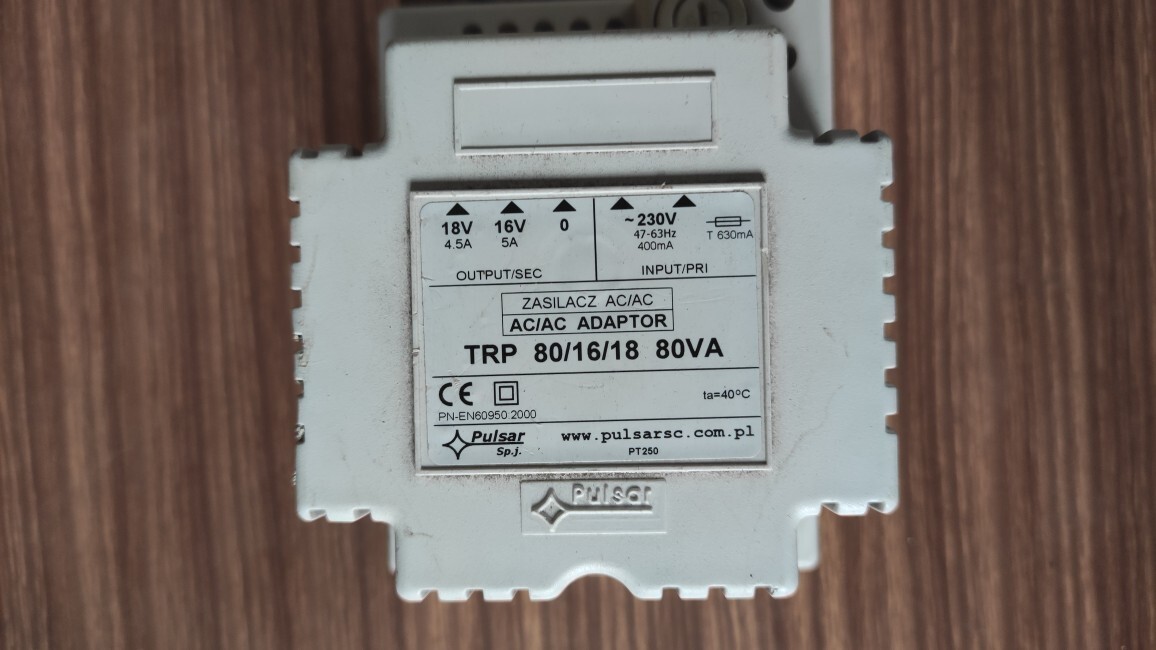 18V 16V 0 ~230V
4.5A 5A 47-63Hz T 630mA
400mA
OUTPUT/SEC INPUT/PRI
ZASILACZ AC/AC
AC/AC ADAPTOR
TRP 80/16/18 80VA
CE ta=40°C
PN-EN60950:2000
Pulsar www.pulsarsc.com.pl
Sp.j. PT250
Pulsar